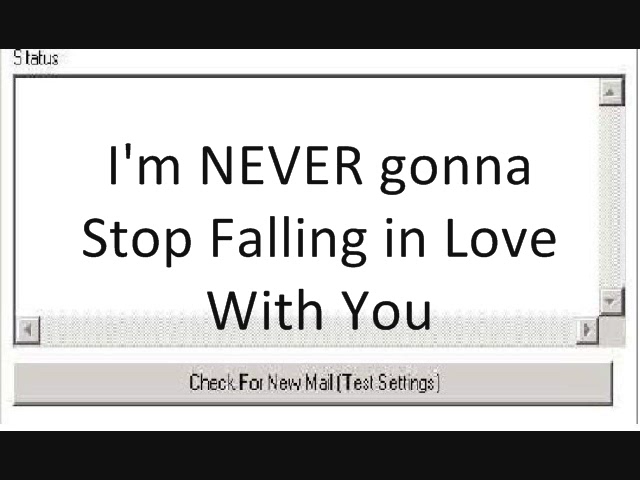 Status
I'm NEVER gonna
Stop Falling in Love
With You
Check For New Mail (Test Settings)